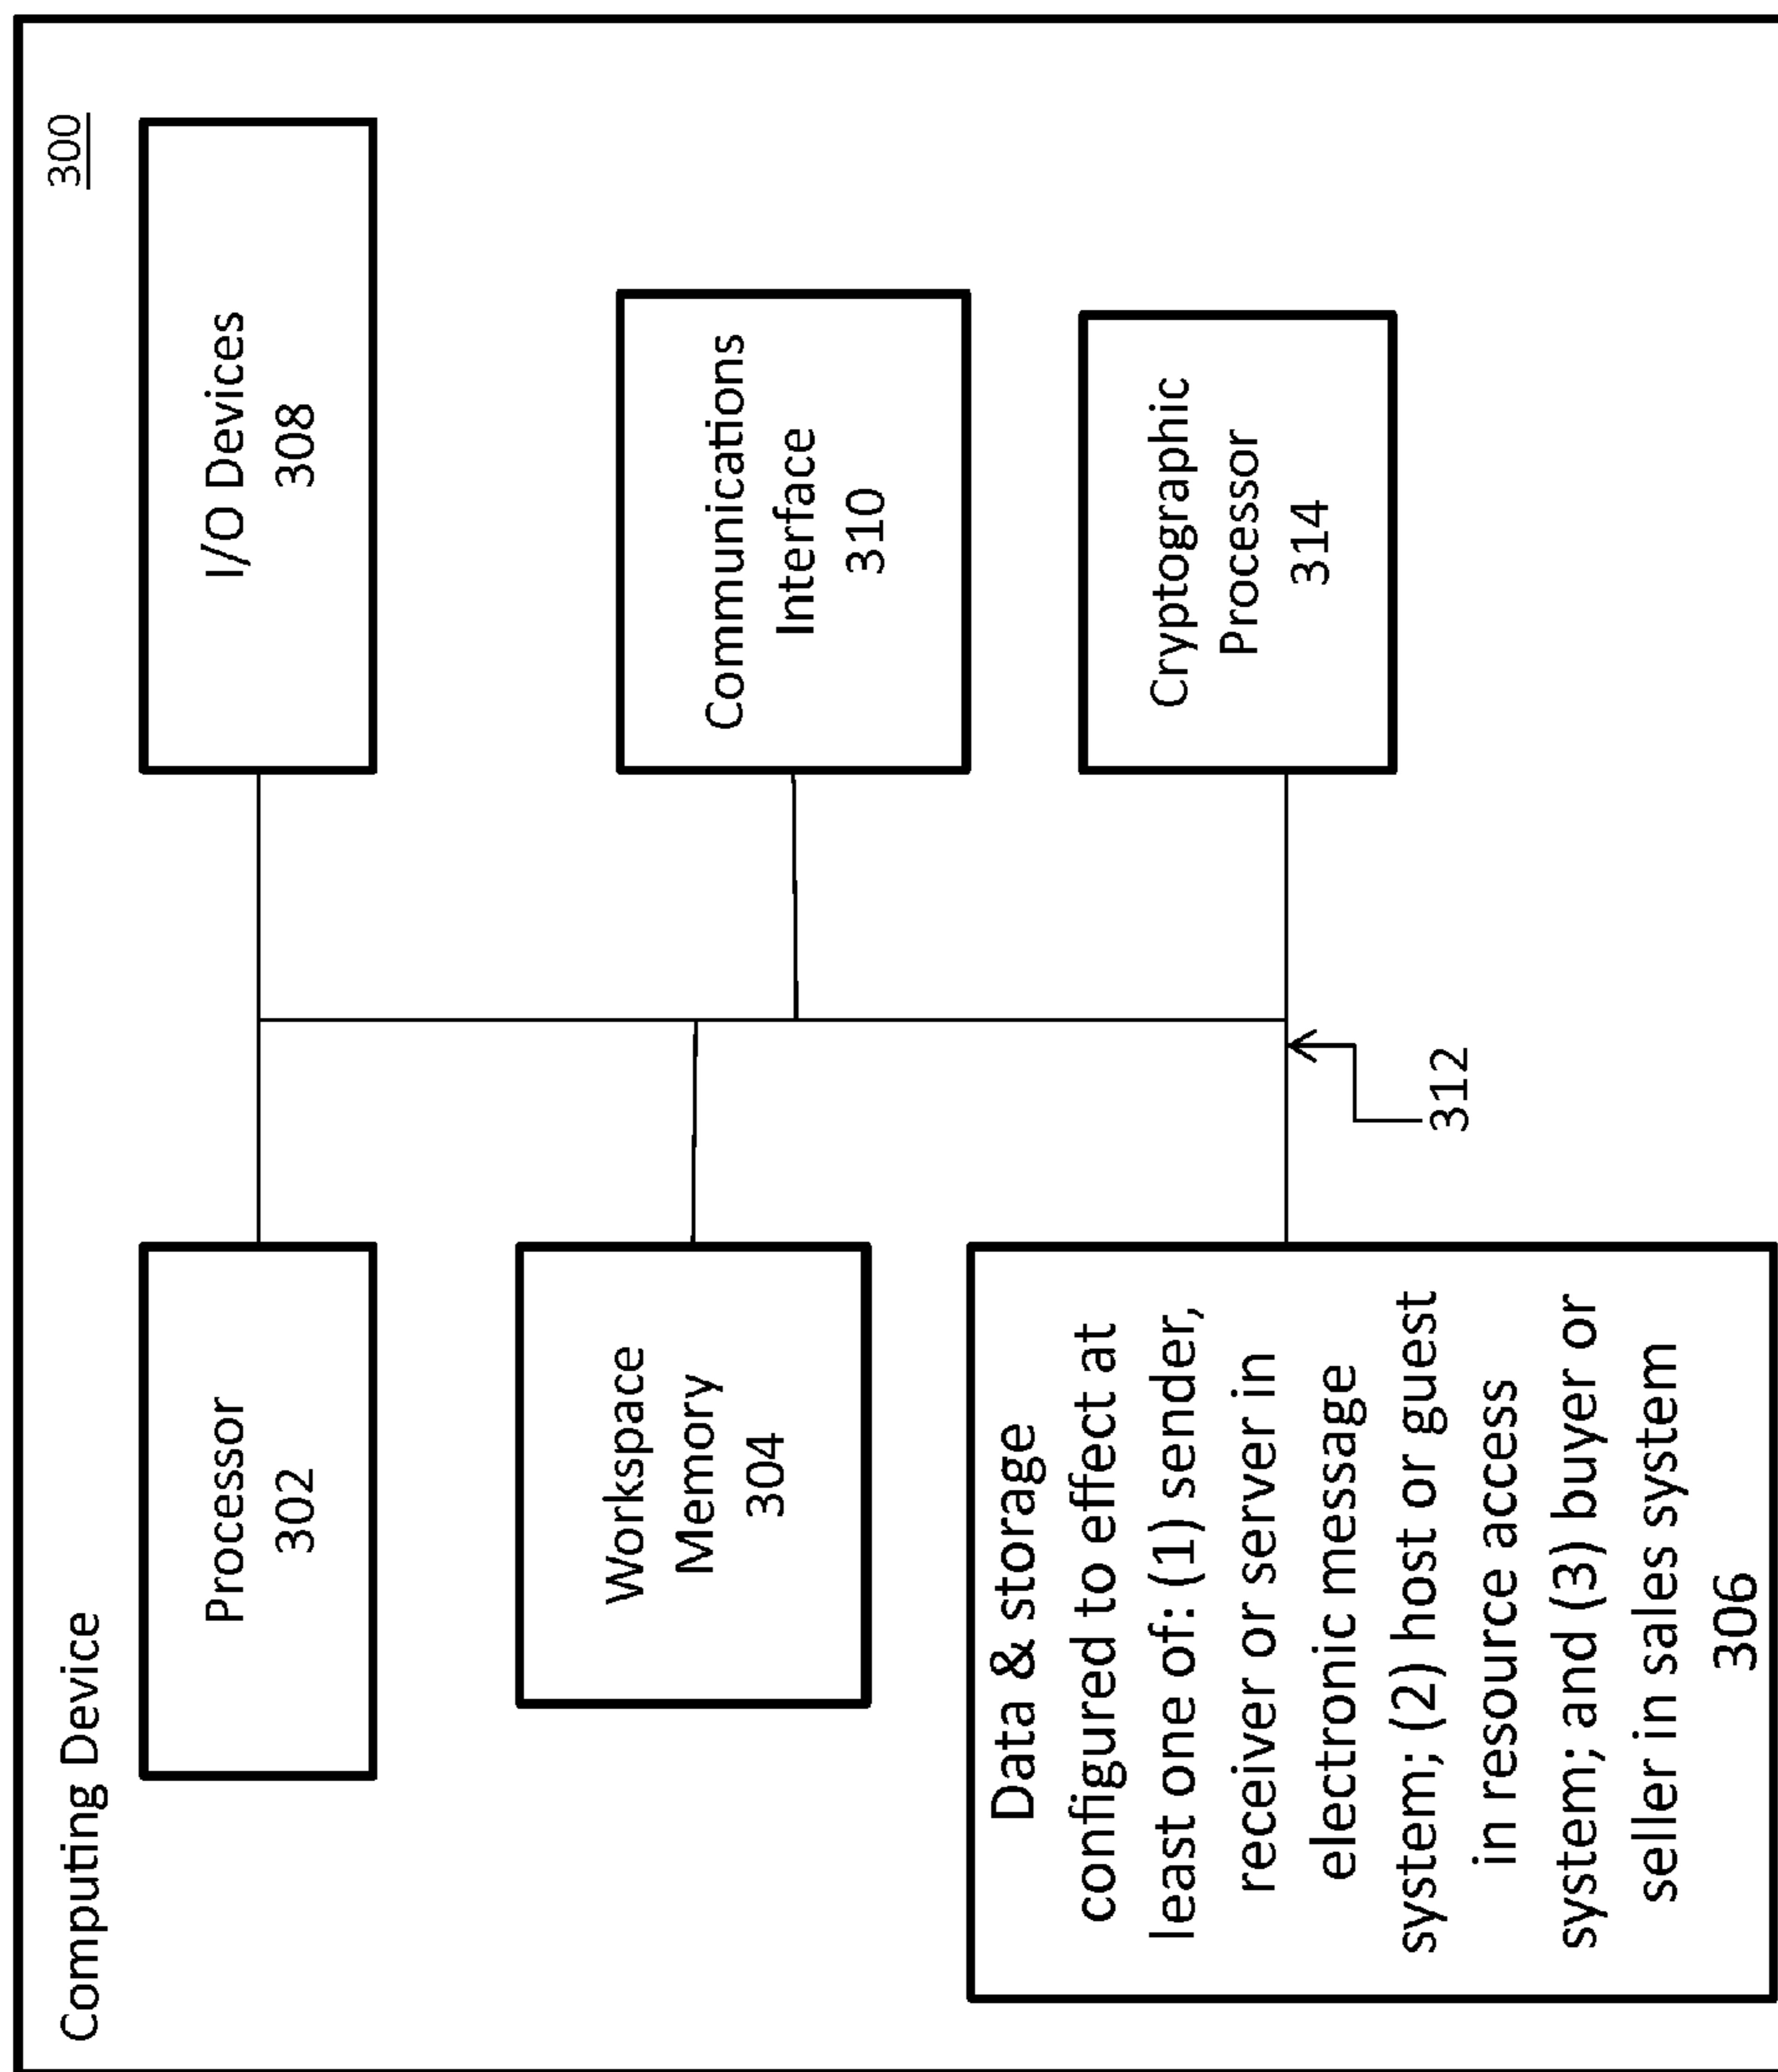 Computing Device
300
Processor
302
I/O Devices
308
Workspace
Memory
304
Communications
Interface
310
Data & storage
configured to effect at
least one of: (1) sender,
receiver or server in
electronic message
system; (2) host or guest
in resource access
system; and (3) buyer or
seller in sales system
306
Cryptographic
Processor
314
312